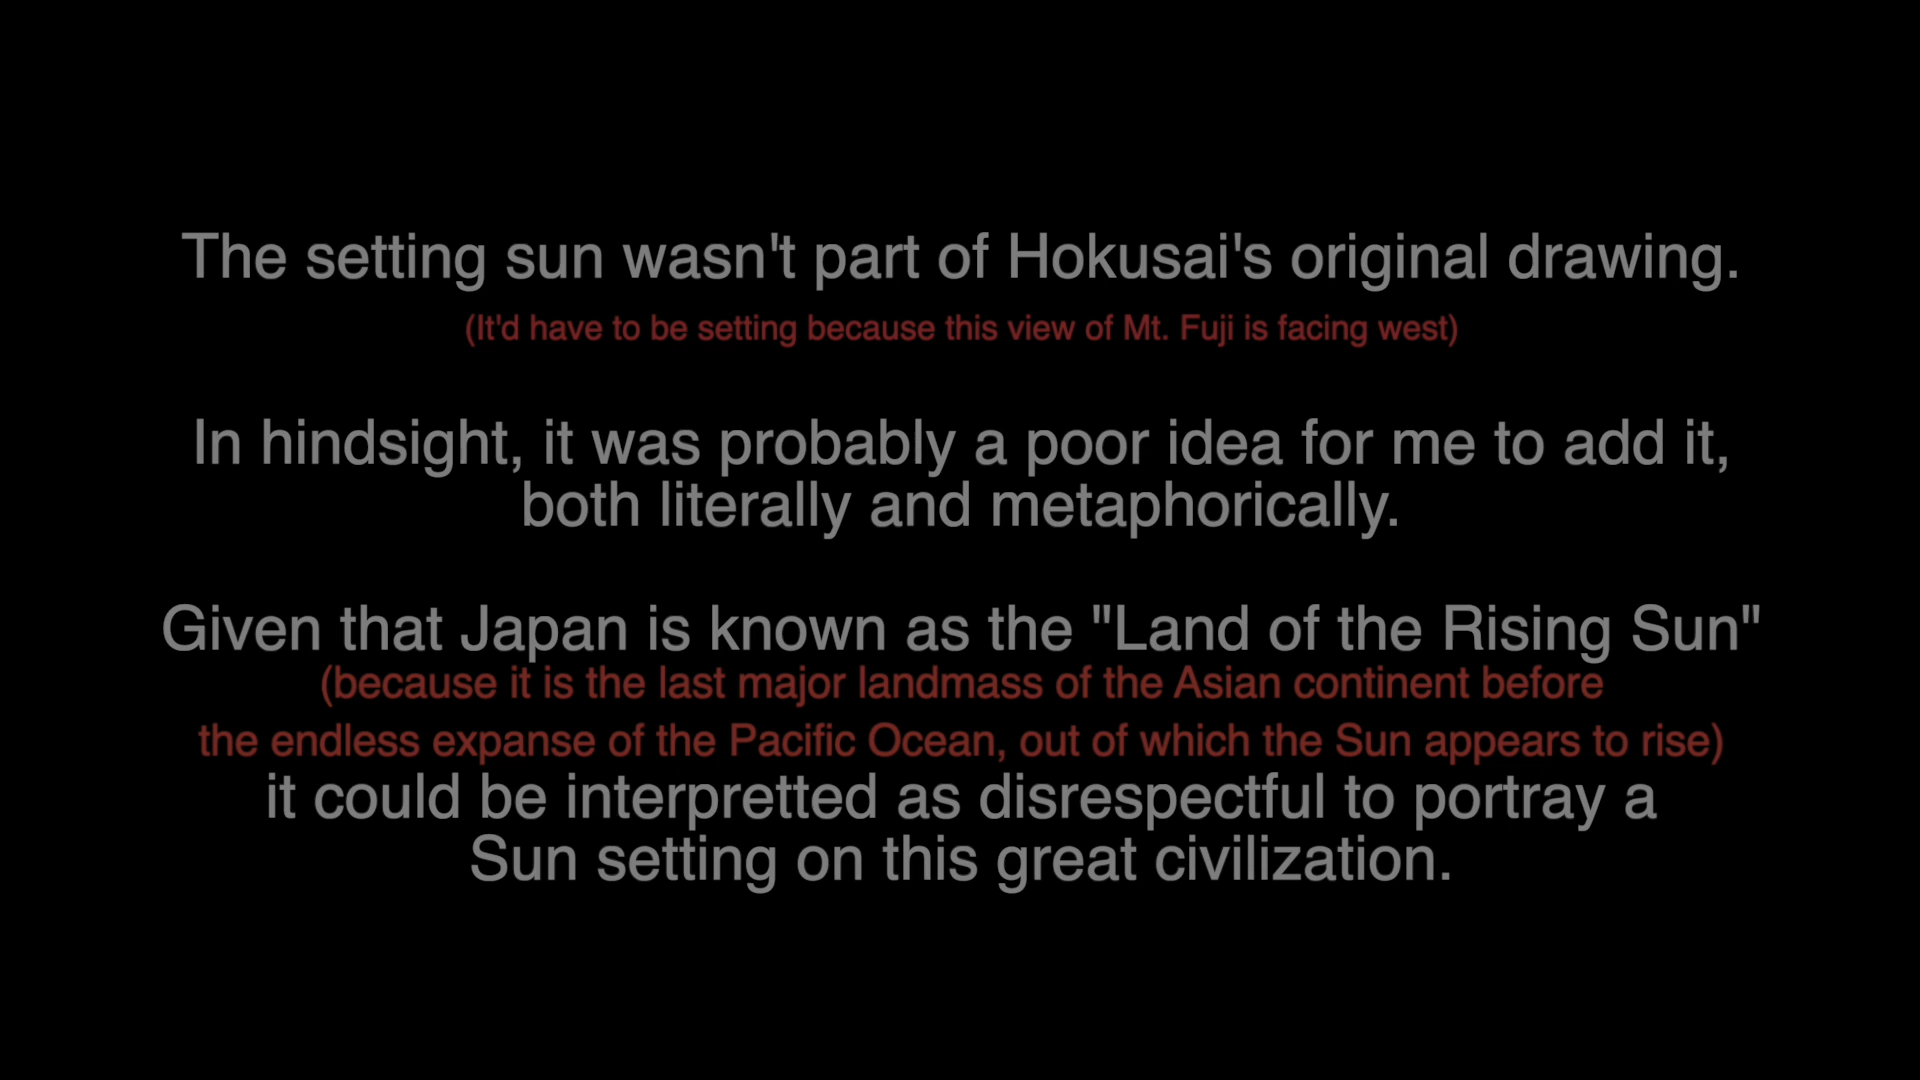 The setting sun wasn't part of Hokusai's original drawing.
(It'd have to be setting because this view of Mt. Fuji is facing west)
In hindsight, it was probably a poor idea for me to add it,
both literally and metaphorically.
Given that Japan is known as the "Land of the Rising Sun"
(because it is the last major landmass of the Asian continent before
the endless expanse of the Pacific Ocean, out of which the Sun appears to rise)
it could be interpretted as disrespectful to portray a
Sun setting on this great civilization.